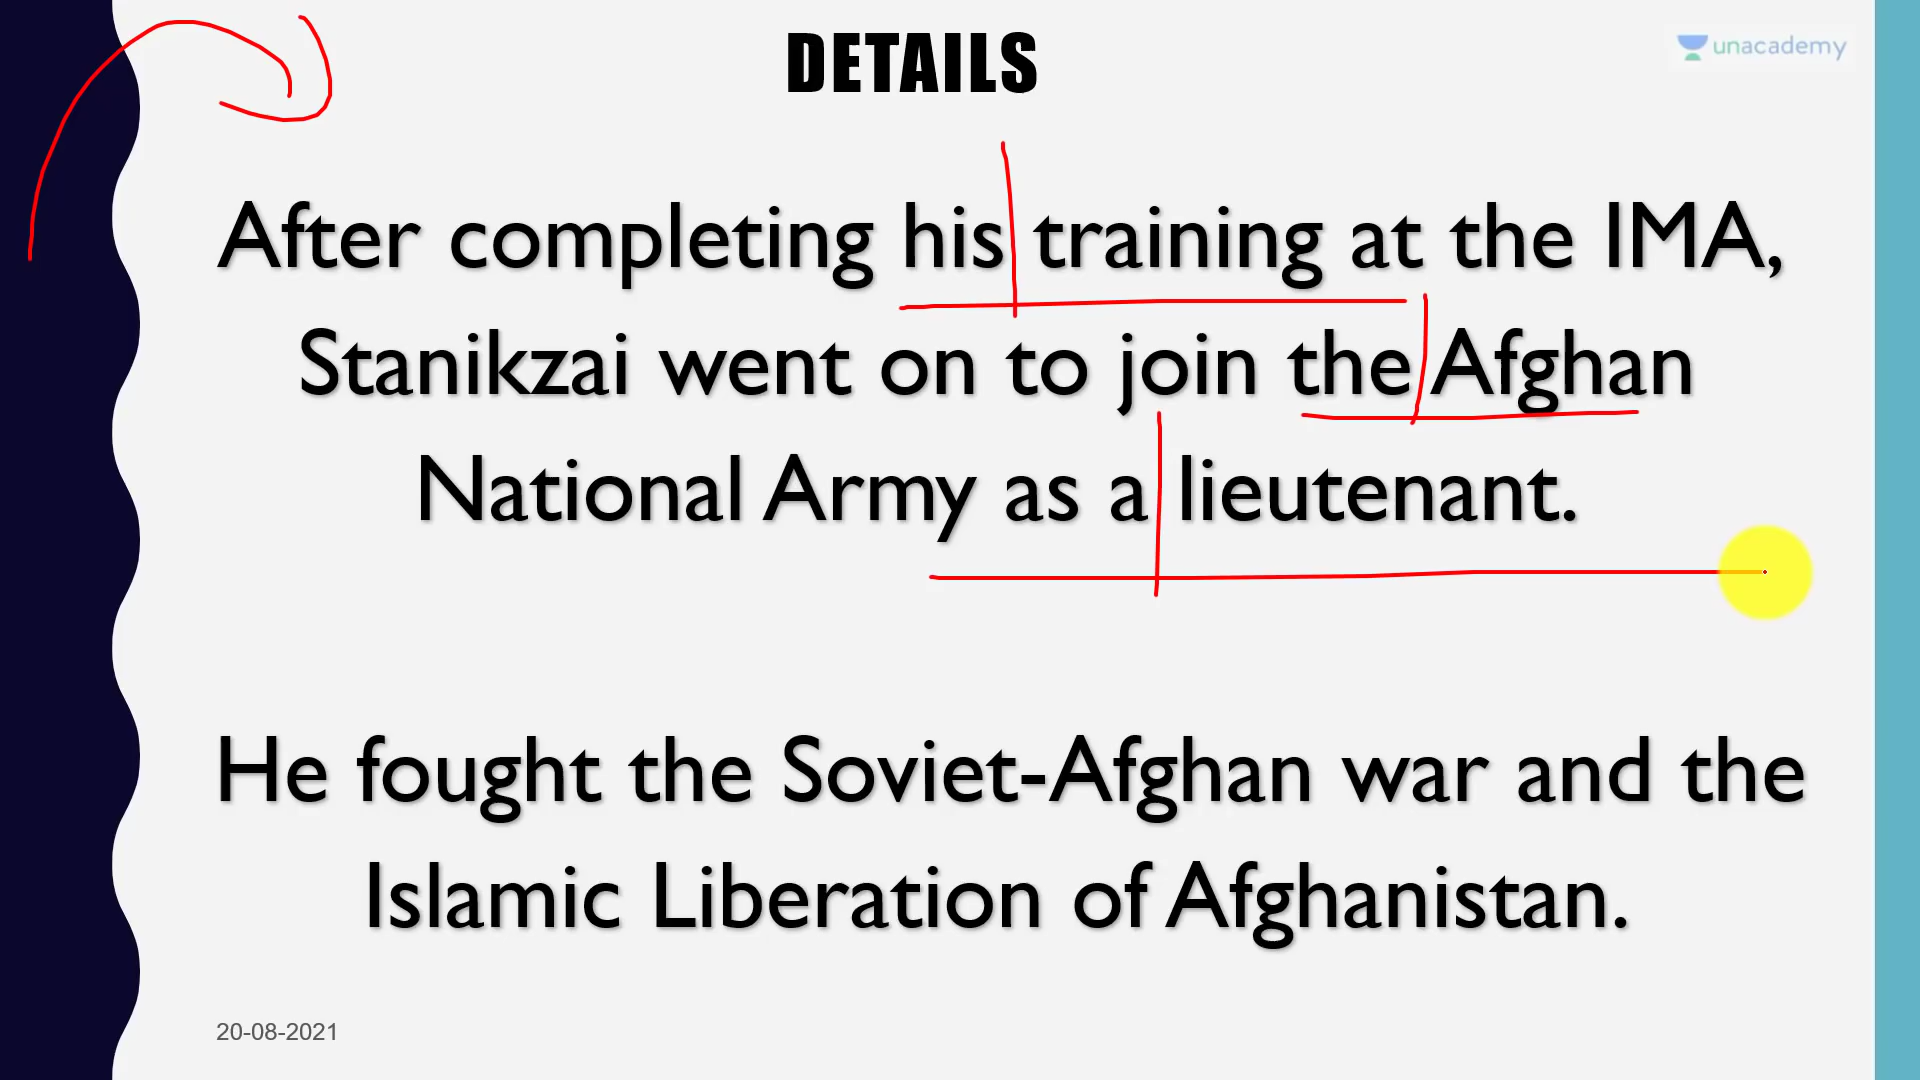 DETAILS
unacademy
After completing his training at the IMA,
Stanikzai went on to join the Afghan
National Army as a lieutenant.
He fought the Soviet-Afghan war and the
Islamic Liberation of Afghanistan.
20-08-2021